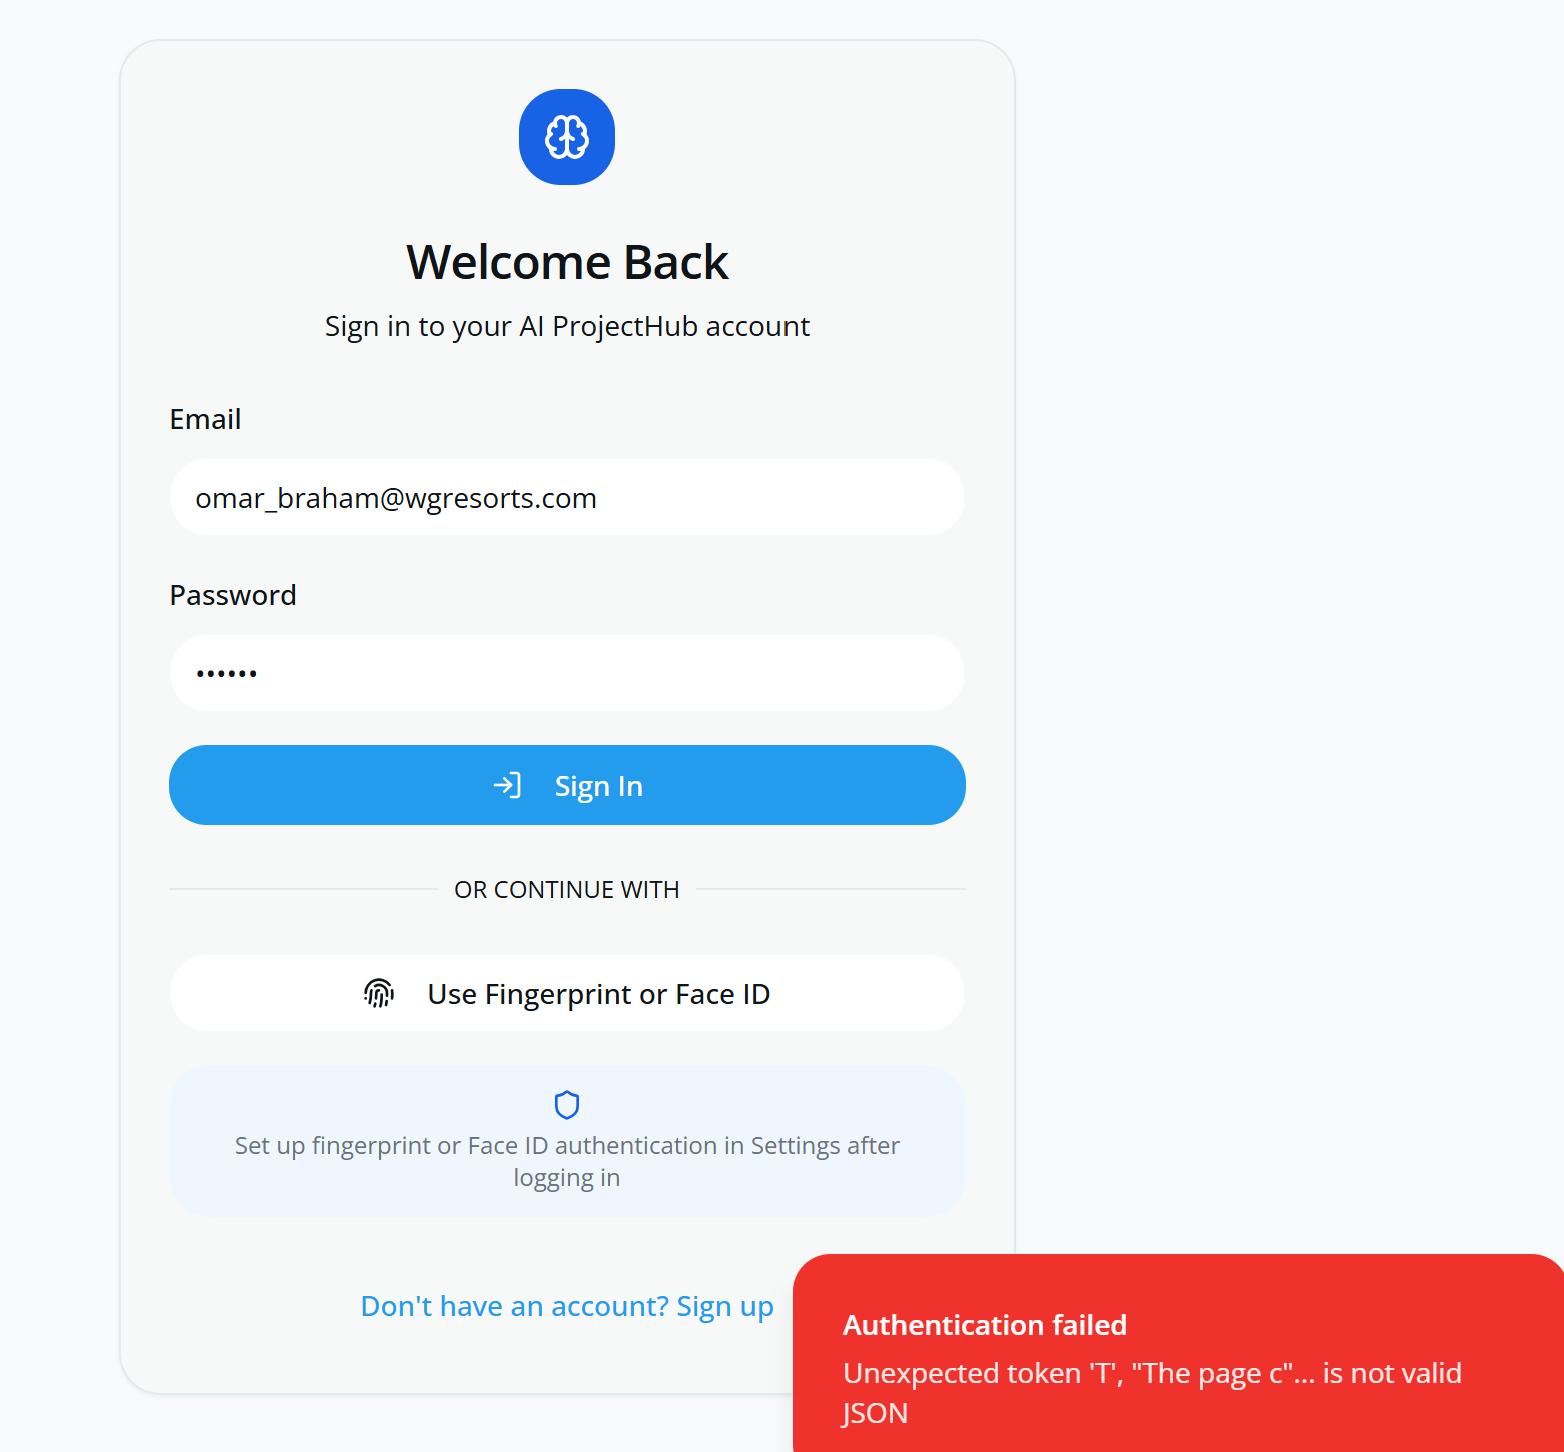 Welcome Back
Sign in to your AI ProjectHub account
Email
omar_braham@wgresorts.com
Password
••••••
Sign In
OR CONTINUE WITH
Use Fingerprint or Face ID
Set up fingerprint or Face ID authentication in Settings after
logging in
Don't have an account? Sign up
Authentication failed
Unexpected token 'T', "The page c"... is not valid
JSON